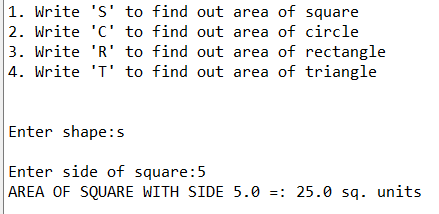 1. Write 'S' to find out area of square
2. Write 'C' to find out area of circle
3. Write 'R' to find out area of rectangle
4. Write 'T' to find out area of triangle
Enter shape:s
Enter side of square:5
AREA OF SQUARE WITH SIDE 5.0 =: 25.0 sq. units